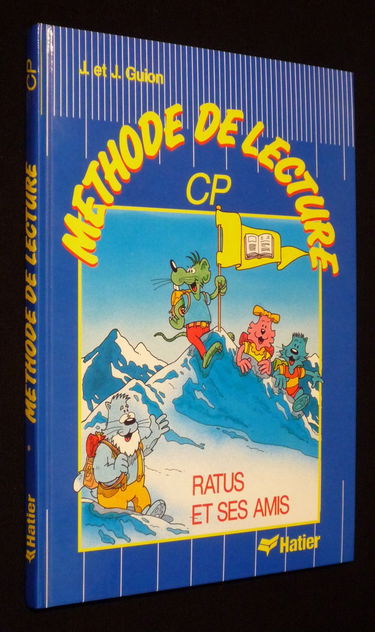 J. et J. Guion
METHODE DE LECTURE
CP
RATUS
ET SES AMIS
Hatier
CP
METHODE DE LECTURE
Hatier